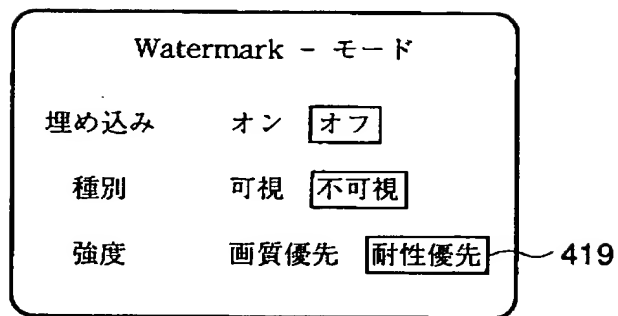 Watermark - モード
埋め込み オン オフ
種別 可視 不可視
強度 画質優先 耐性優先 419